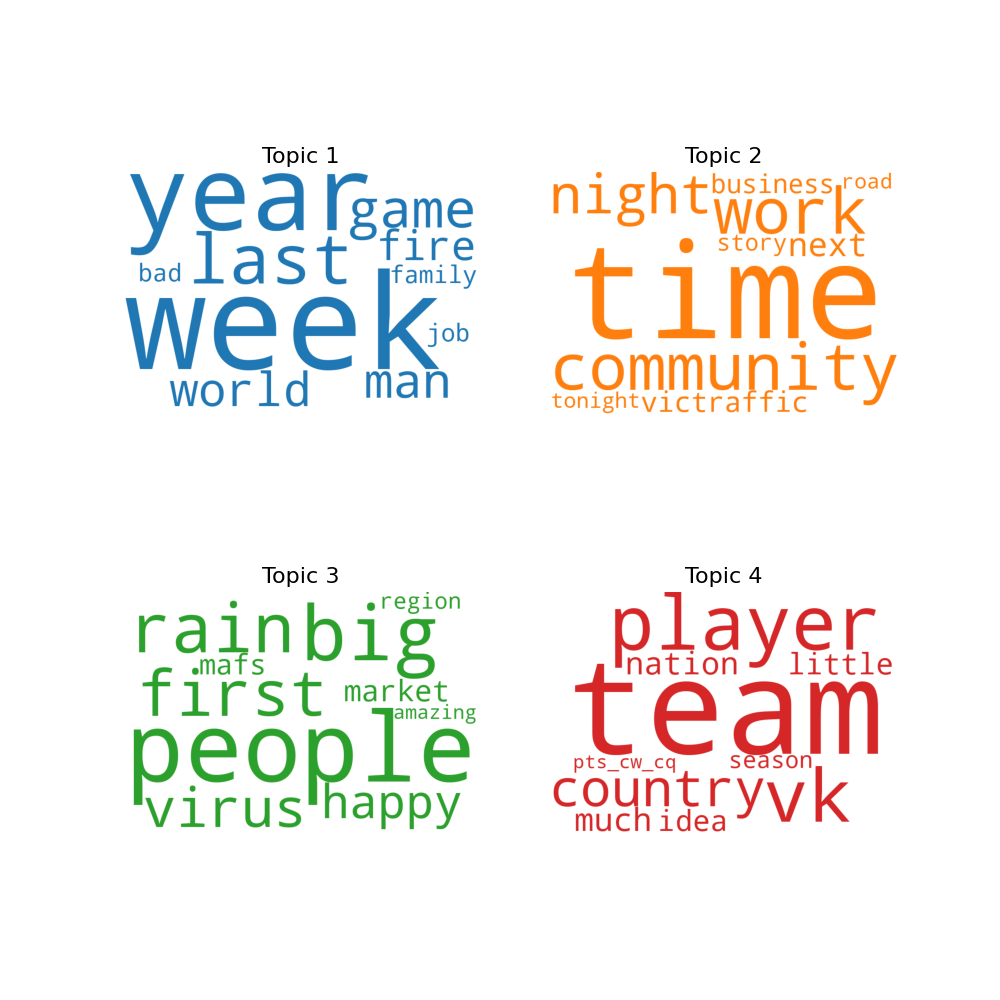 Topic 1
year
game
last
fire
bad
family
week
job
world
man
Topic 2
night
business
road
work
story
next
time
community
tonight
victraffic
Topic 3
rain
big
region
mafs
first
market
amazing
people
virus
happy
Topic 4
player
nation
little
team
pts_cw_cq
season
country
vk
much
idea